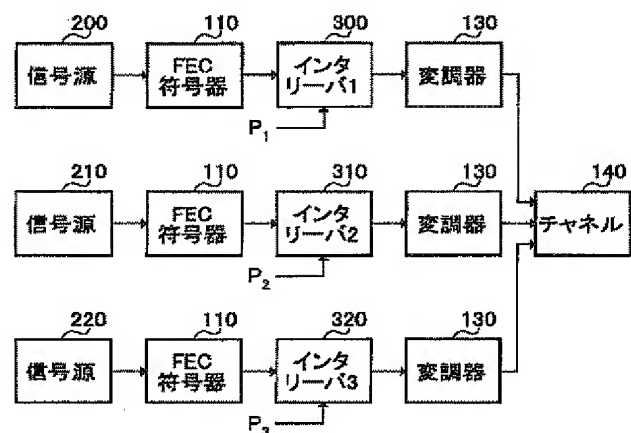 200 110 300 130
信号源 FEC 符号器 インタ リーバ1 変調器
P1
210 110 310 130 140
信号源 FEC 符号器 インタ リーバ2 変調器 チャネル
P2
220 110 320 130
信号源 FEC 符号器 インタ リーバ3 変調器
P3